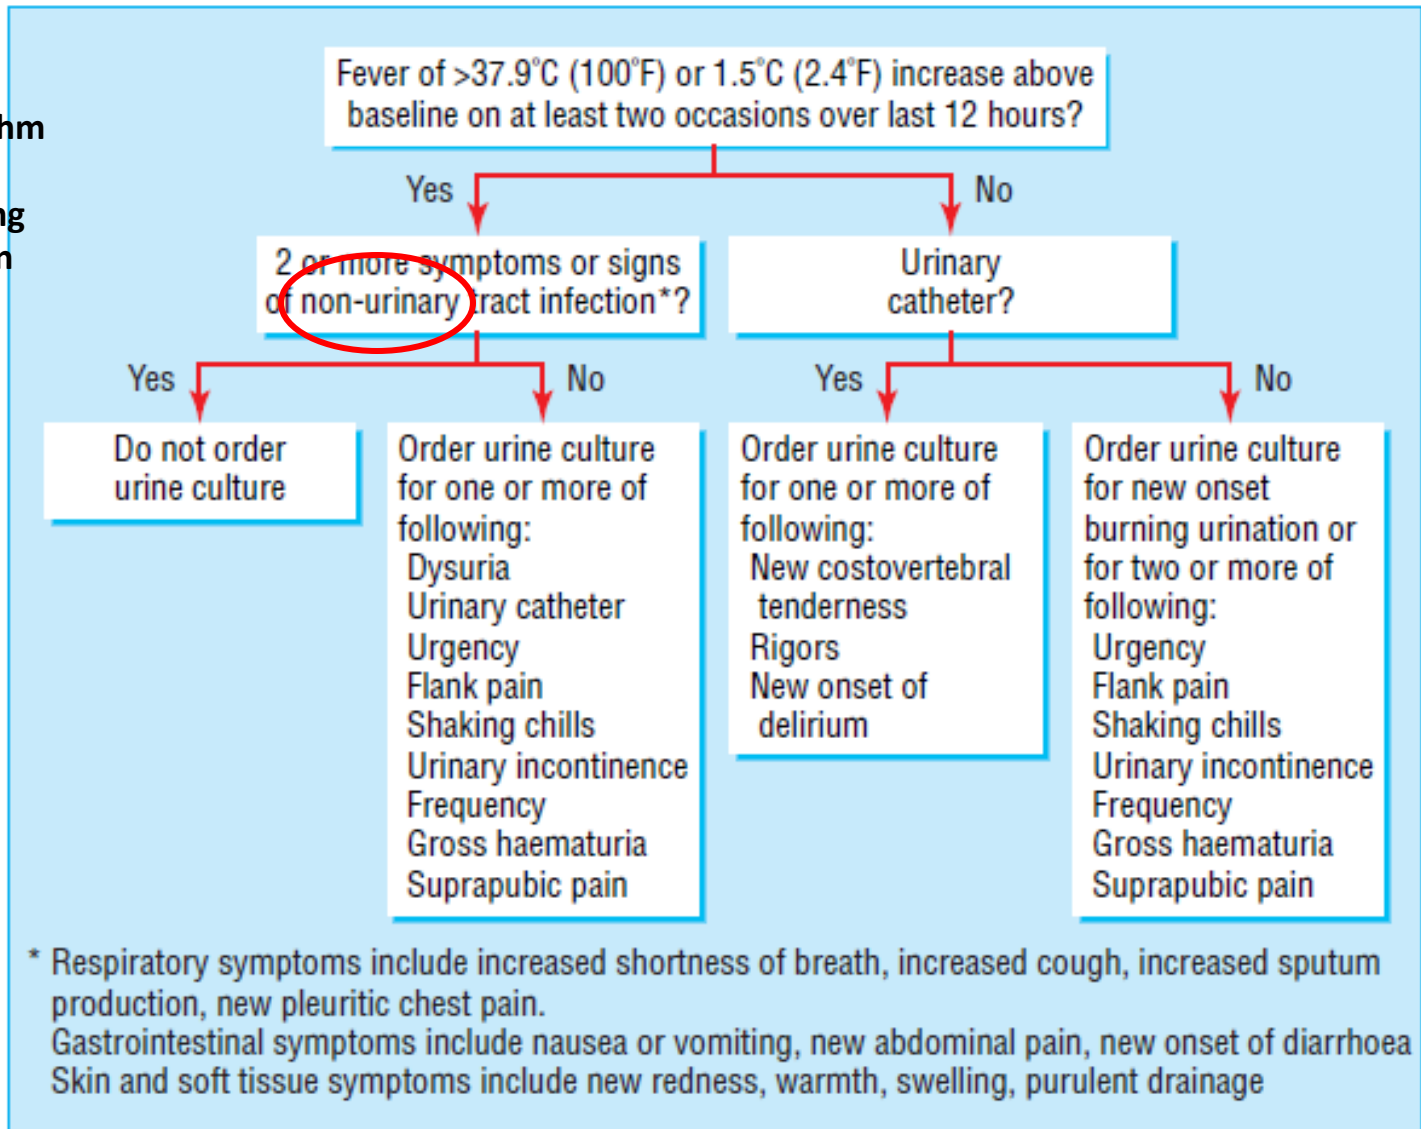 Fever of >37.9°C (100°F) or 1.5°C (2.4°F) increase above
baseline on at least two occasions over last 12 hours?
Yes
No
2 or more symptoms or signs
of non-urinary tract infection*?
Urinary
catheter?
Yes
No
Yes
No
Do not order
urine culture
Order urine culture
for one or more of
following:
Dysuria
Urinary catheter
Urgency
Flank pain
Shaking chills
Urinary incontinence
Frequency
Gross haematuria
Suprapubic pain
Order urine culture
for one or more of
following:
New costovertebral
tenderness
Rigors
New onset of
delirium
Order urine culture
for new onset
burning urination or
for two or more of
following:
Urgency
Flank pain
Shaking chills
Urinary incontinence
Frequency
Gross haematuria
Suprapubic pain
* Respiratory symptoms include increased shortness of breath, increased cough, increased sputum
production, new pleuritic chest pain.
Gastrointestinal symptoms include nausea or vomiting, new abdominal pain, new onset of diarrhoea
Skin and soft tissue symptoms include new redness, warmth, swelling, purulent drainage